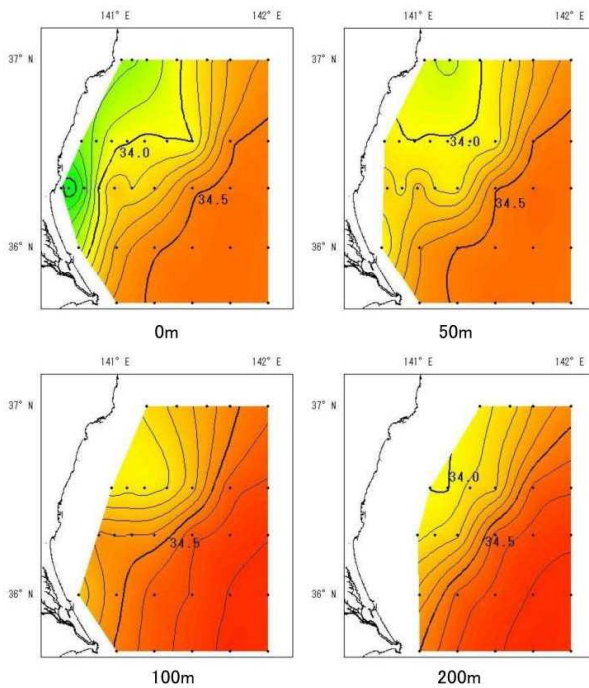 141° E 142° E 141° E 142° E
37° N 37° N
34.0 34.0
34.5 34.5
36° N 36° N
0m 50m
141° E 142° E 141° E 142° E
37° N 37° N
34.0
34.5 34.5
36° N 36° N
100m 200m